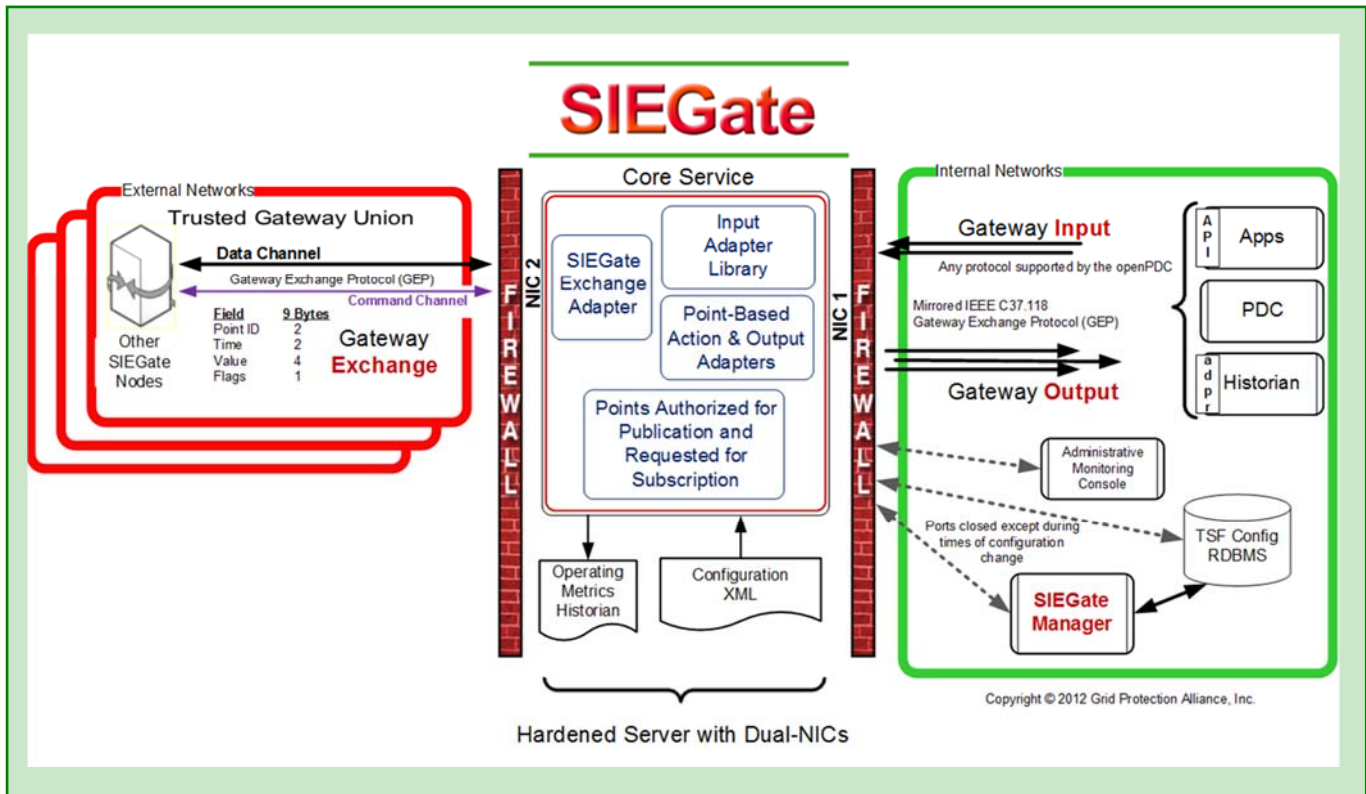 SIEGate
External Networks
Trusted Gateway Union
Data Channel
Gateway Exchange Protocol (GEP)
Command Channel
Field 9 Bytes
Point ID 2
Time 2
Value 4
Flags 1
Gateway
Exchange
Other
SIEGate
Nodes
NIC 2
FIREWALL
Core Service
SIEGate
Exchange
Adapter
Input
Adapter
Library
Point-Based
Action & Output
Adapters
Points Authorized for
Publication and
Requested for
Subscription
Operating
Metrics
Historian
Configuration
XML
Hardened Server with Dual-NICs
NIC 1
FIREWALL
Internal Networks
Gateway Input
Any protocol supported by the openPDC
Mirrored IEEE C37.118
Gateway Exchange Protocol (GEP)
Gateway Output
API
Apps
PDC
adpr
Historian
Administrative
Monitoring
Console
Ports closed except during
times of configuration
change
TSF Config
RDBMS
SIEGate
Manager
Copyright © 2012 Grid Protection Alliance, Inc.